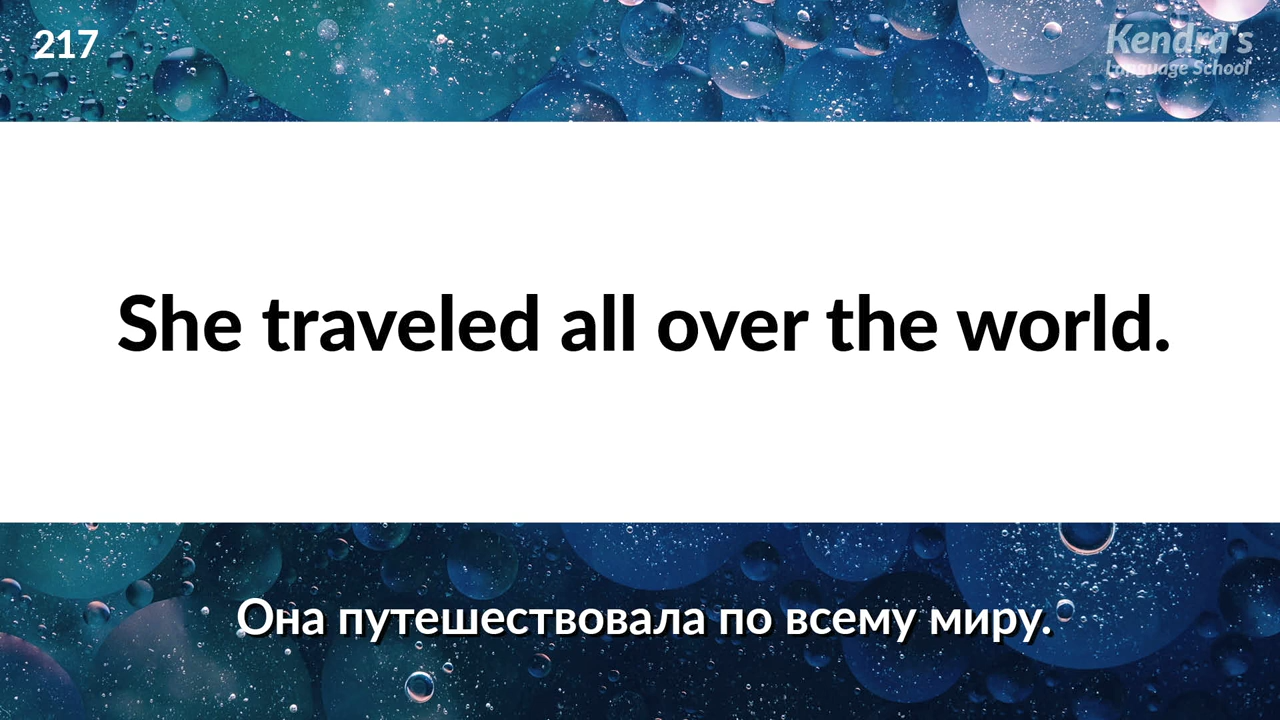 217
Kendra's
Language School
She traveled all over the world.
Она путешествовала по всему миру.